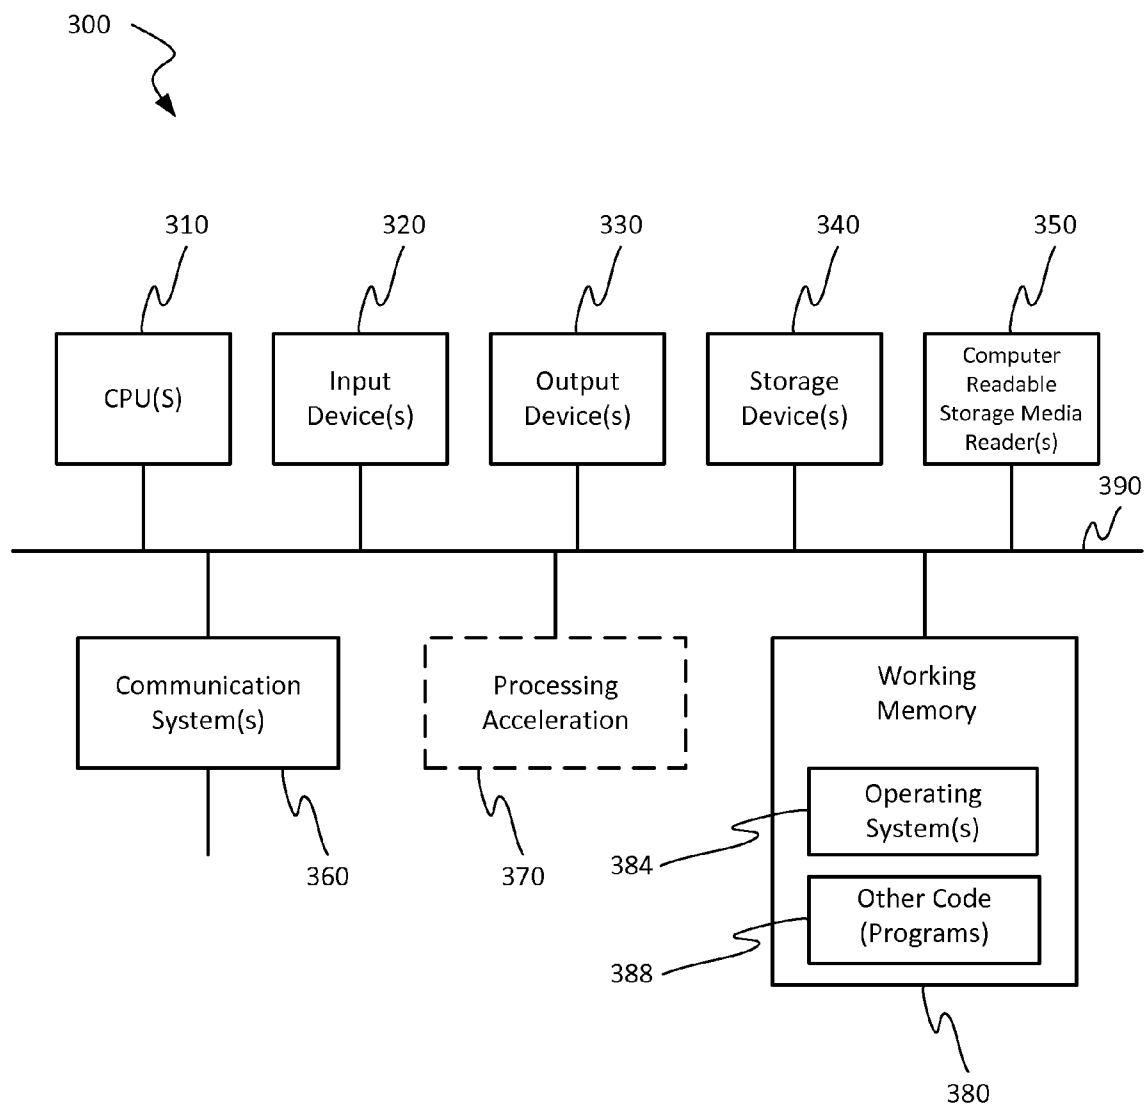 300
310
320
330
340
350
CPU(S)
Input
Device(s)
Output
Device(s)
Storage
Device(s)
Computer
Readable
Storage Media
Reader(s)
390
Communication
System(s)
Processing
Acceleration
Working
Memory
Operating
System(s)
Other Code
(Programs)
360
370
384
388
380